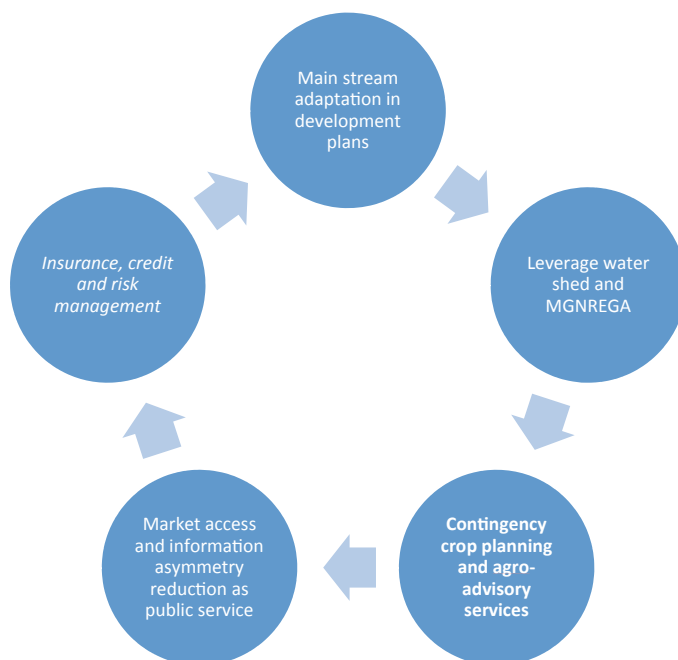 Main stream
adaptation in
development
plans
Leverage water
shed and
MGNREGA
Contingency
crop planning
and agro-
advisory
services
Market access
and information
asymmetry
reduction as
public service
Insurance, credit
and risk
management